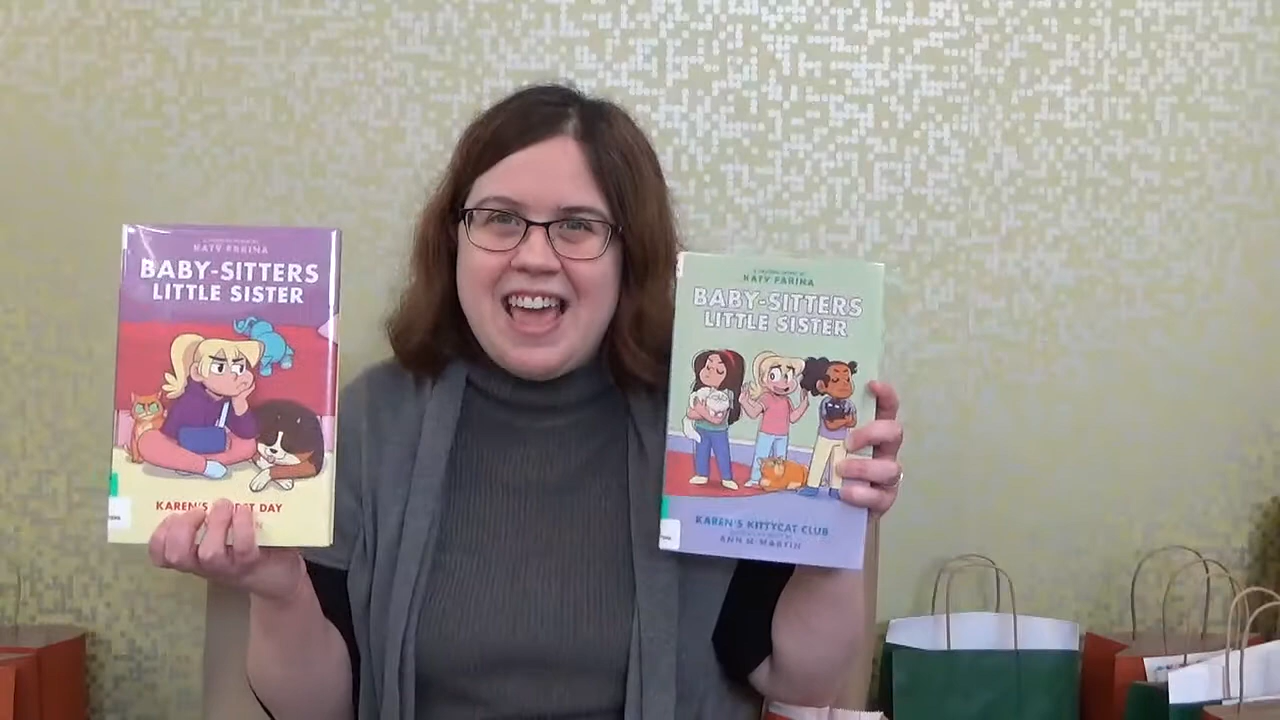 KATY FARINA
BABY-SITTERS
LITTLE SISTER
KAREN'S WORST DAY
KATY FARINA
BABY-SITTERS
LITTLE SISTER
KAREN'S KITTYCAT CLUB
ANN M. MARTIN